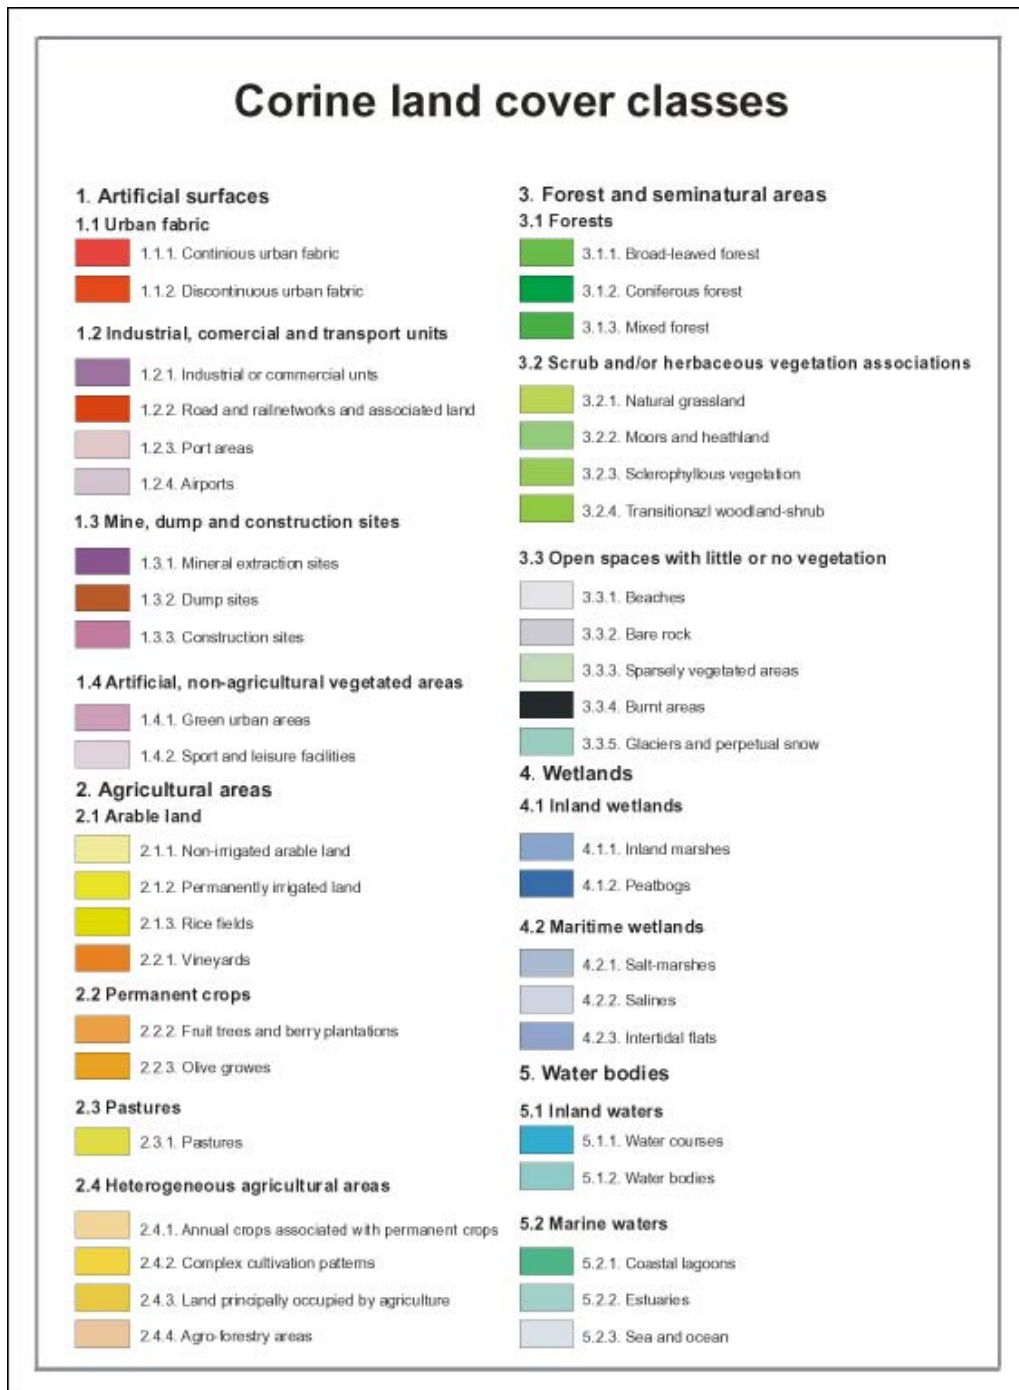 Corine land cover classes
1. Artificial surfaces
1.1 Urban fabric
1.1.1. Continious urban fabric
1.1.2. Discontinuous urban fabric
1.2 Industrial, comercial and transport units
1.2.1. Industrial or commercial unts
1.2.2. Road and railnetworks and associated land
1.2.3. Port areas
1.2.4. Airports
1.3 Mine, dump and construction sites
1.3.1. Mineral extraction sites
1.3.2. Dump sites
1.3.3. Construction sites
1.4 Artificial, non-agricultural vegetated areas
1.4.1. Green urban areas
1.4.2. Sport and leisure facilities
2. Agricultural areas
2.1 Arable land
2.1.1. Non-irrigated arable land
2.1.2. Permanently irrigated land
2.1.3. Rice fields
2.2.1. Vineyards
2.2 Permanent crops
2.2.2. Fruit trees and berry plantations
2.2.3. Olive growes
2.3 Pastures
2.3.1. Pastures
2.4 Heterogeneous agricultural areas
2.4.1. Annual crops associated with permanent crops
2.4.2. Complex cultivation patterns
2.4.3. Land principally occupied by agriculture
2.4.4. Agro-forestry areas
3. Forest and seminatural areas
3.1 Forests
3.1.1. Broad-leaved forest
3.1.2. Coniferous forest
3.1.3. Mixed forest
3.2 Scrub and/or herbaceous vegetation associations
3.2.1. Natural grassland
3.2.2. Moors and heathland
3.2.3. Sclerophyllous vegetation
3.2.4. Transitionazl woodland-shrub
3.3 Open spaces with little or no vegetation
3.3.1. Beaches
3.3.2. Bare rock
3.3.3. Sparsely vegetated areas
3.3.4. Burnt areas
3.3.5. Glaciers and perpetual snow
4. Wetlands
4.1 Inland wetlands
4.1.1. Inland marshes
4.1.2. Peatbogs
4.2 Maritime wetlands
4.2.1. Salt-marshes
4.2.2. Salines
4.2.3. Intertidal flats
5. Water bodies
5.1 Inland waters
5.1.1. Water courses
5.1.2. Water bodies
5.2 Marine waters
5.2.1. Coastal lagoons
5.2.2. Estuaries
5.2.3. Sea and ocean